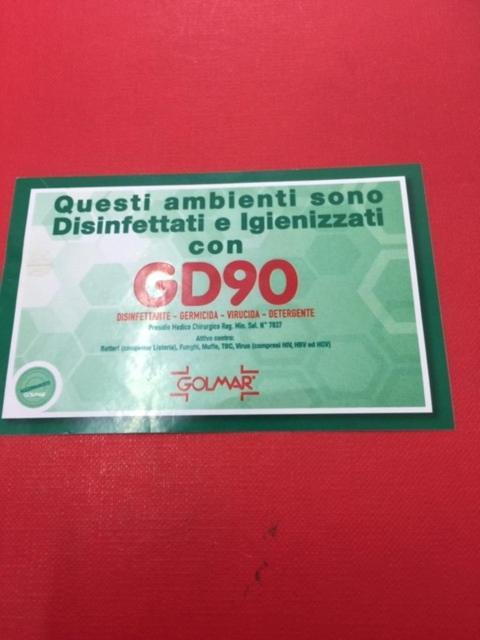 Questi ambienti sono
Disinfettati e Igienizzati
con
GD90
DISINFETTANTE - GERMICIDA - VIRUCIDA - DETERGENTE
Presidio Medico Chirurgico Reg. Min. Sal. N° 7837
Attivo contro:
Batteri (compreso Listeria), Funghi, Muffe, TBC, Virus (compresi HIV, HBV ed HCV)
GOLMAR